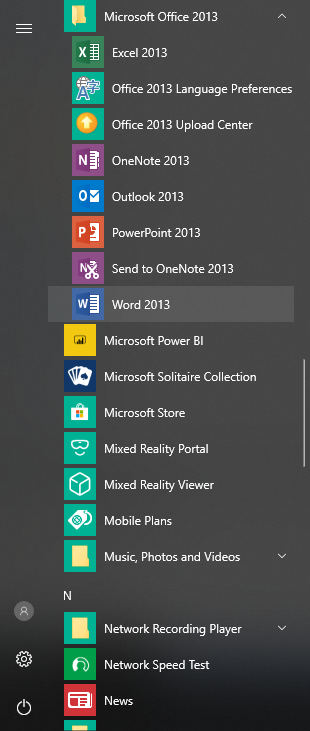 Microsoft Office 2013
Excel 2013
Office 2013 Language Preferences
Office 2013 Upload Center
OneNote 2013
Outlook 2013
PowerPoint 2013
Send to OneNote 2013
Word 2013
Microsoft Power BI
Microsoft Solitaire Collection
Microsoft Store
Mixed Reality Portal
Mixed Reality Viewer
Mobile Plans
Music, Photos and Videos
N
Network Recording Player
Network Speed Test
News